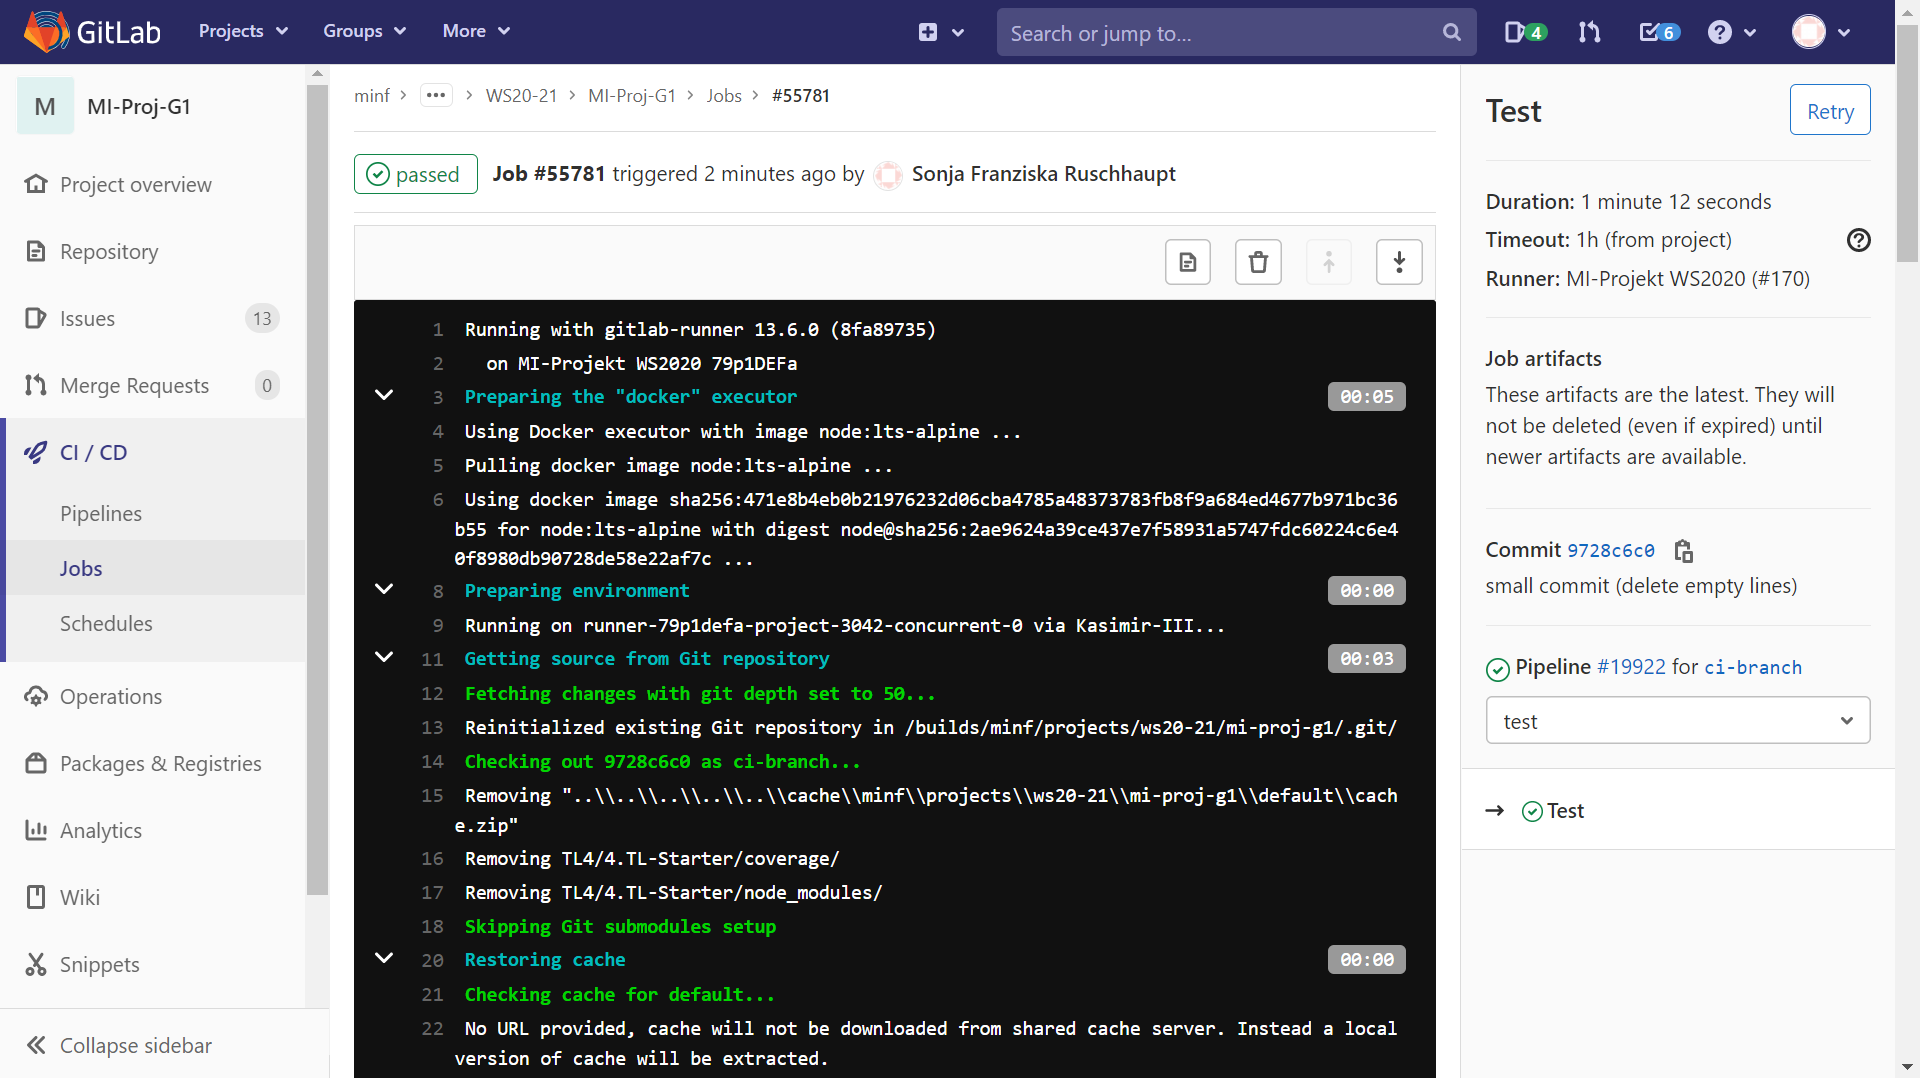 GitLab Projects Groups More Search or jump to... 4 6
M MI-Proj-G1
Project overview
Repository
Issues 13
Merge Requests 0
CI / CD
Pipelines
Jobs
Schedules
Operations
Packages & Registries
Analytics
Wiki
Snippets
Collapse sidebar
minf > ... > WS20-21 > MI-Proj-G1 > Jobs > #55781
passed Job #55781 triggered 2 minutes ago by Sonja Franziska Ruschhaupt
1 Running with gitlab-runner 13.6.0 (8fa89735)
2 on MI-Projekt WS2020 79p1DEFa
3 Preparing the "docker" executor 00:05
4 Using Docker executor with image node:lts-alpine ...
5 Pulling docker image node:lts-alpine ...
6 Using docker image sha256:471e8b4eb0b21976232d06cba4785a48373783fb8f9a684ed4677b971bc36
b55 for node:lts-alpine with digest node@sha256:2ae9624a39ce437e7f58931a5747fdc60224c6e4
0f8980db90728de58e22af7c ...
8 Preparing environment 00:00
9 Running on runner-79p1defa-project-3042-concurrent-0 via Kasimir-III...
11 Getting source from Git repository 00:03
12 Fetching changes with git depth set to 50...
13 Reinitialized existing Git repository in /builds/minf/projects/ws20-21/mi-proj-g1/.git/
14 Checking out 9728c6c0 as ci-branch...
15 Removing "..\\..\\..\\..\\..\\cache\\minf\\projects\\ws20-21\\mi-proj-g1\\default\\cach
e.zip"
16 Removing TL4/4.TL-Starter/coverage/
17 Removing TL4/4.TL-Starter/node_modules/
18 Skipping Git submodules setup
20 Restoring cache 00:00
21 Checking cache for default...
22 No URL provided, cache will not be downloaded from shared cache server. Instead a local
version of cache will be extracted.
Test Retry
Duration: 1 minute 12 seconds
Timeout: 1h (from project)
Runner: MI-Projekt WS2020 (#170)
Job artifacts
These artifacts are the latest. They will
not be deleted (even if expired) until
newer artifacts are available.
Commit 9728c6c0
small commit (delete empty lines)
Pipeline #19922 for ci-branch
test
→ Test